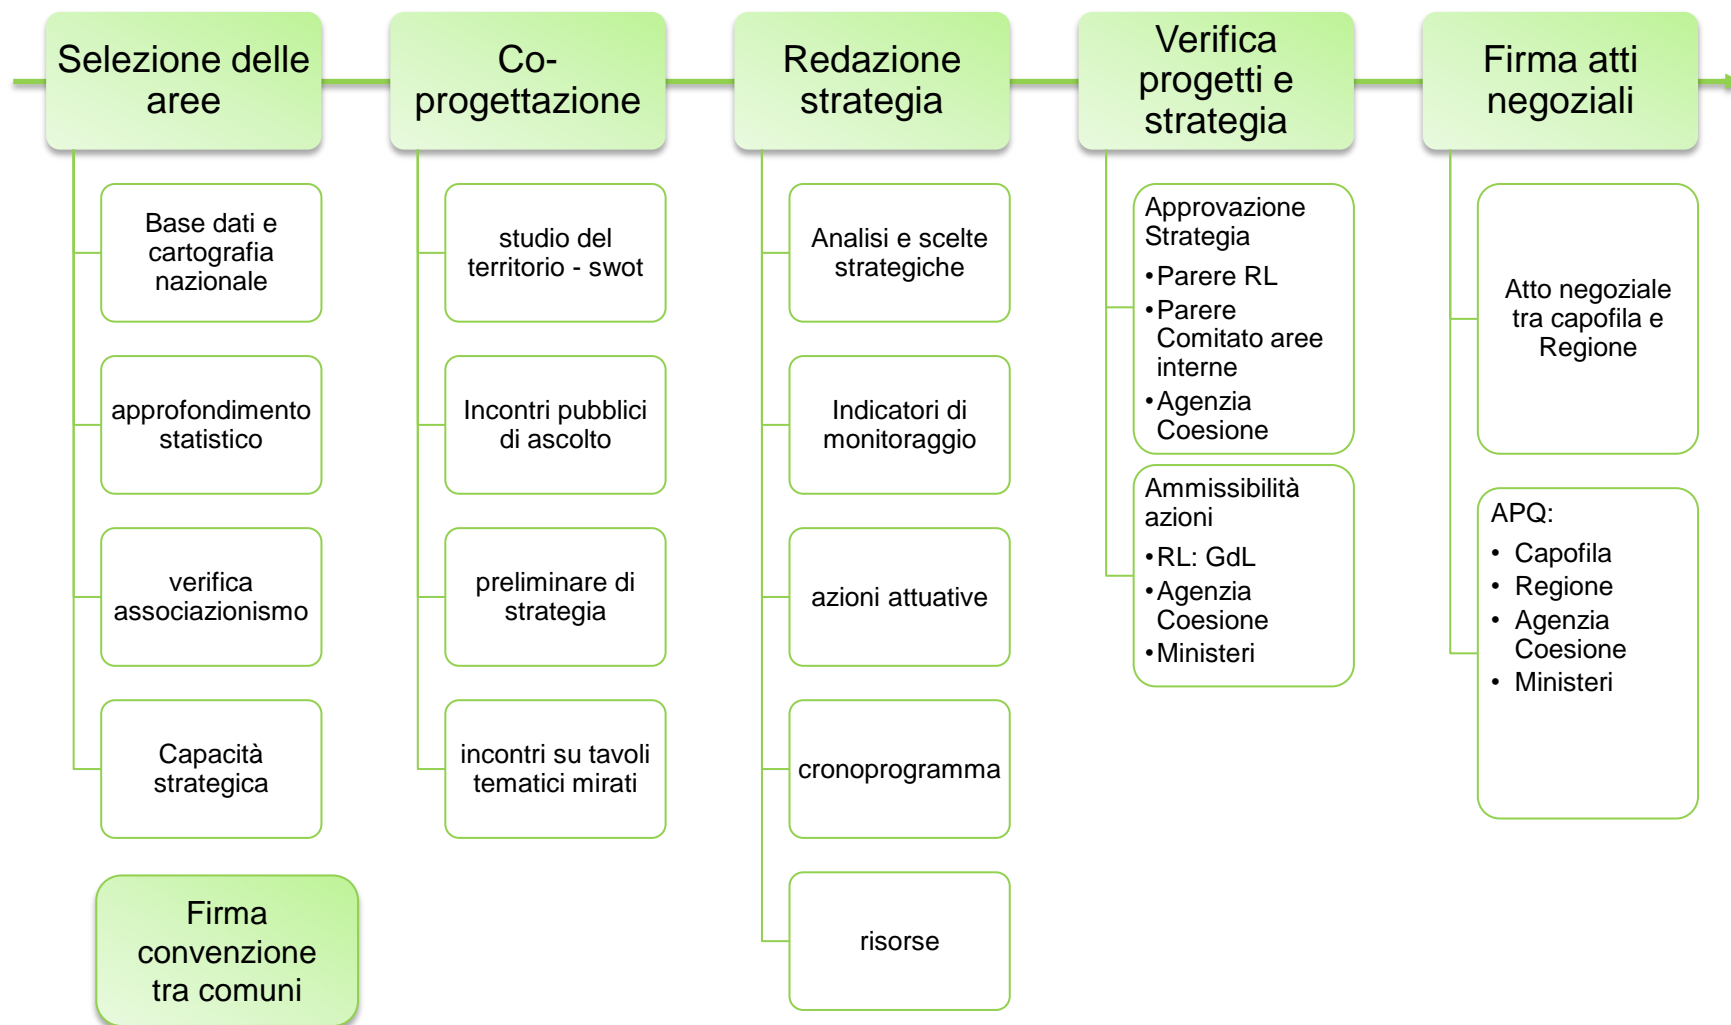 Selezione delle
aree
Base dati e
cartografia
nazionale
approfondimento
statistico
verifica
associazionismo
Capacità
strategica
Firma
convenzione
tra comuni
Co-
progettazione
studio del
territorio - swot
Incontri pubblici
di ascolto
preliminare di
strategia
incontri su tavoli
tematici mirati
Redazione
strategia
Analisi e scelte
strategiche
Indicatori di
monitoraggio
azioni attuative
cronoprogramma
risorse
Verifica
progetti e
strategia
Approvazione
Strategia
•Parere RL
•Parere
Comitato aree
interne
•Agenzia
Coesione
Ammissibilità
azioni
•RL: GdL
•Agenzia
Coesione
•Ministeri
Firma atti
negoziali
Atto negoziale
tra capofila e
Regione
APQ:
• Capofila
• Regione
• Agenzia
Coesione
• Ministeri